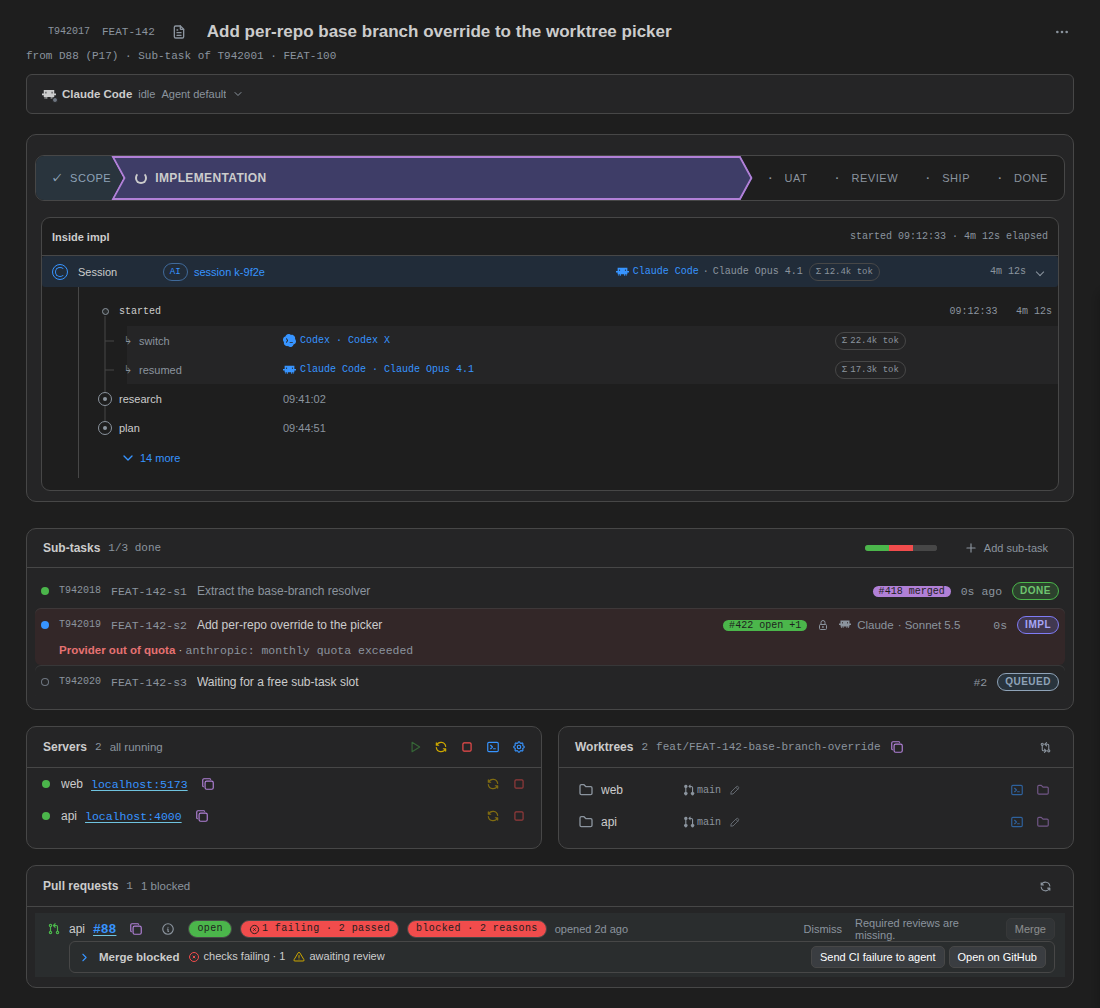 T942017 FEAT-142 Add per-repo base branch override to the worktree picker
from D88 (P17) · Sub-task of T942001 · FEAT-100
Claude Code idle Agent default
SCOPE IMPLEMENTATION · UAT · REVIEW · SHIP · DONE
Inside impl started 09:12:33 · 4m 12s elapsed
Session AI session k-9f2e Claude Code · Claude Opus 4.1 Σ 12.4k tok 4m 12s
started 09:12:33 4m 12s
↳ switch Codex · Codex X Σ 22.4k tok
↳ resumed Claude Code · Claude Opus 4.1 Σ 17.3k tok
research 09:41:02
plan 09:44:51
14 more
Sub-tasks 1/3 done Add sub-task
T942018 FEAT-142-s1 Extract the base-branch resolver #418 merged 0s ago DONE
T942019 FEAT-142-s2 Add per-repo override to the picker #422 open +1 Claude · Sonnet 5.5 0s IMPL
Provider out of quota · anthropic: monthly quota exceeded
T942020 FEAT-142-s3 Waiting for a free sub-task slot #2 QUEUED
Servers 2 all running
web localhost:5173
api localhost:4000
Worktrees 2 feat/FEAT-142-base-branch-override
web main
api main
Pull requests 1 1 blocked
api #88 open 1 failing · 2 passed blocked · 2 reasons opened 2d ago Dismiss Required reviews are missing. Merge
Merge blocked checks failing · 1 awaiting review Send CI failure to agent Open on GitHub